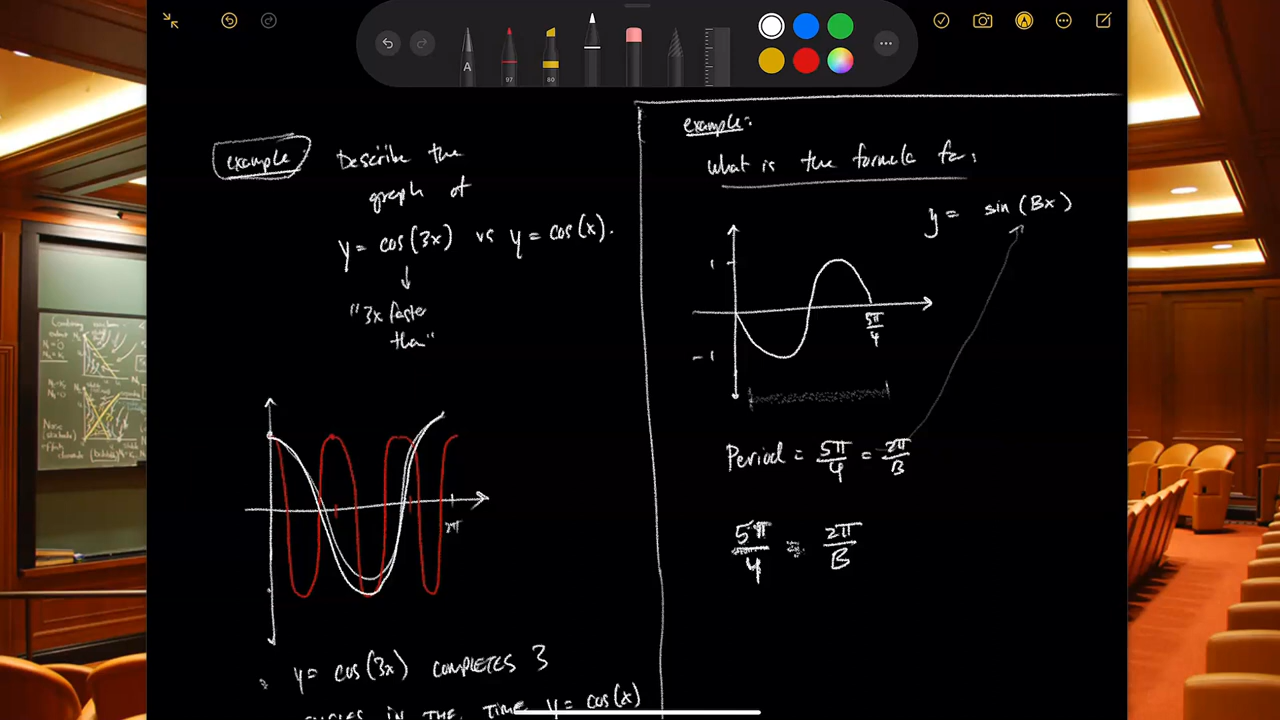 A
97
80
example:
Describe the
graph of
y = cos(3x) vs y = cos(x).
"3x faster
than"
2π
y = cos(3x) COMPLETES 3
CYCLES IN THE TIME y = cos(x)
example:
What is the formula for:
y = sin(Bx)
1
5π/4
-1
Period = 5π/4 = 2π/B
5π/4 = 2π/B